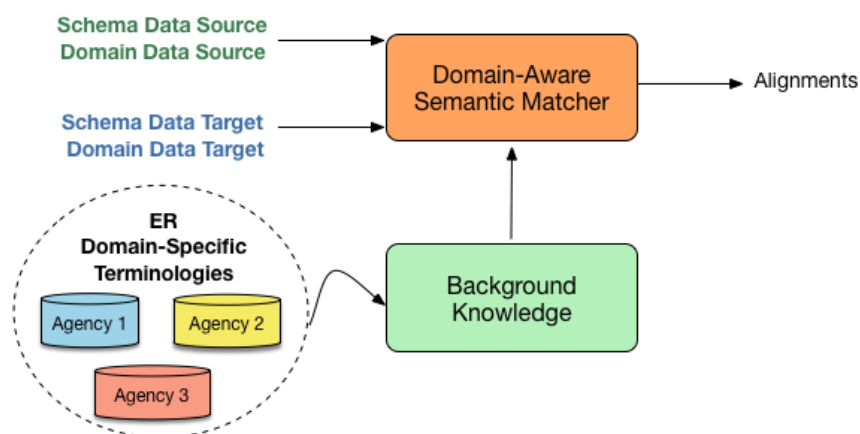 Schema Data Source
Domain Data Source
Domain-Aware
Semantic Matcher
Alignments
Schema Data Target
Domain Data Target
ER
Domain-Specific
Terminologies
Agency 1
Agency 2
Agency 3
Background
Knowledge